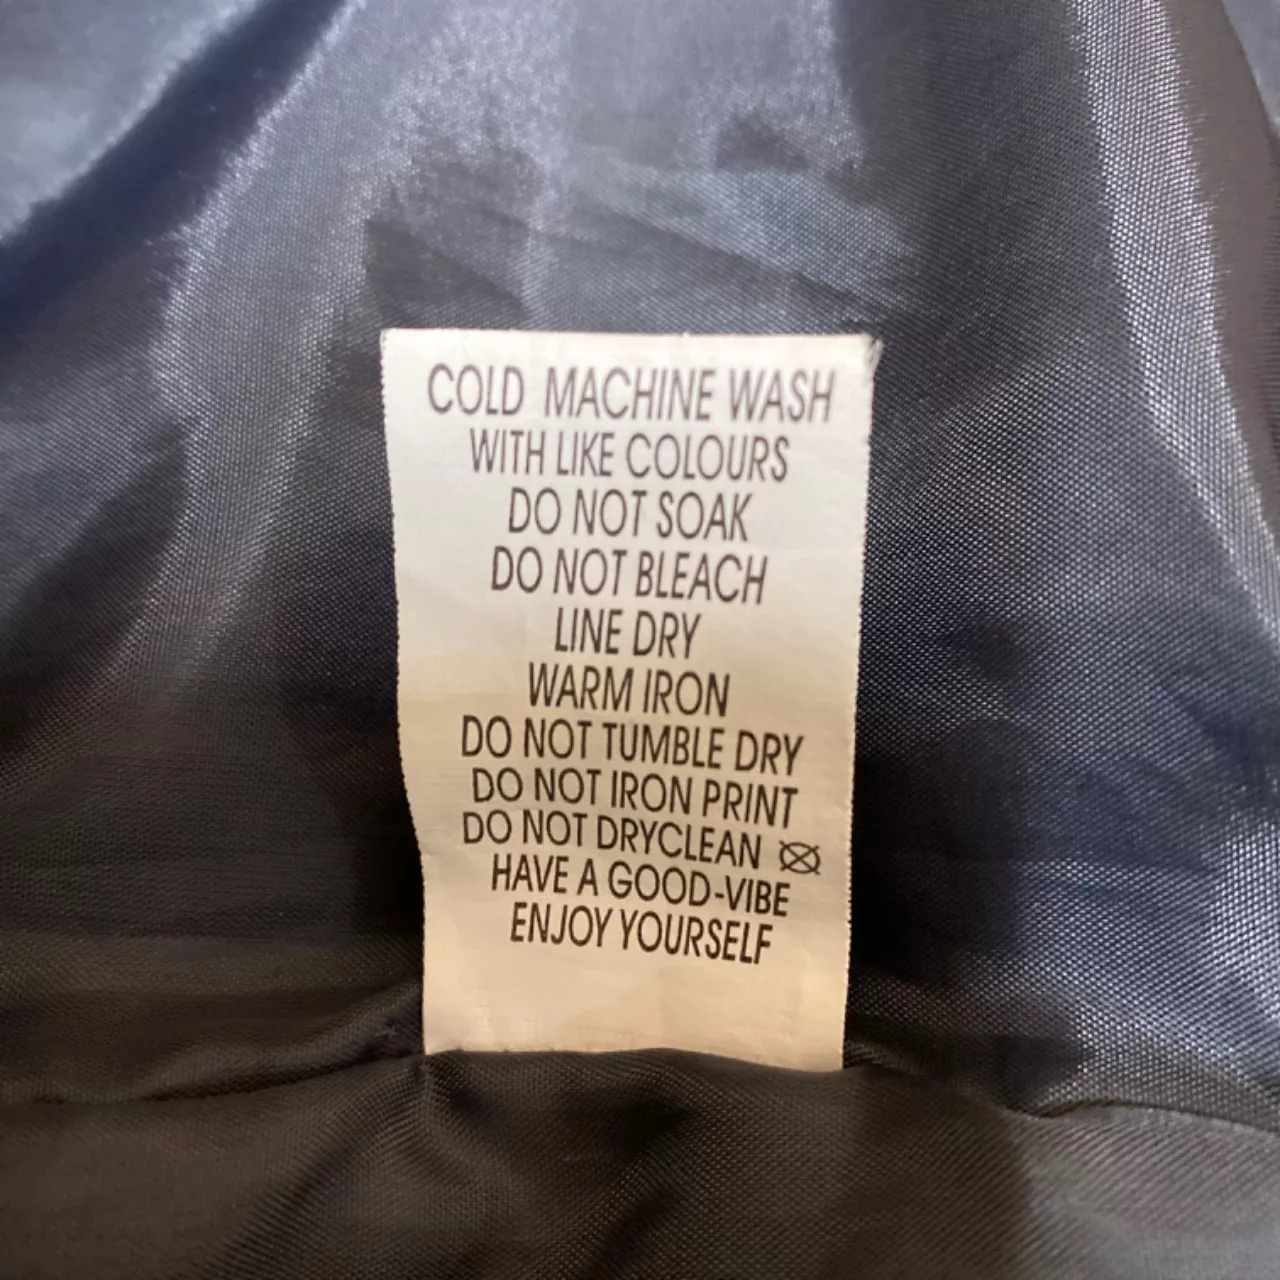 COLD MACHINE WASH
WITH LIKE COLOURS
DO NOT SOAK
DO NOT BLEACH
LINE DRY
WARM IRON
DO NOT TUMBLE DRY
DO NOT IRON PRINT
DO NOT DRYCLEAN
HAVE A GOOD-VIBE
ENJOY YOURSELF